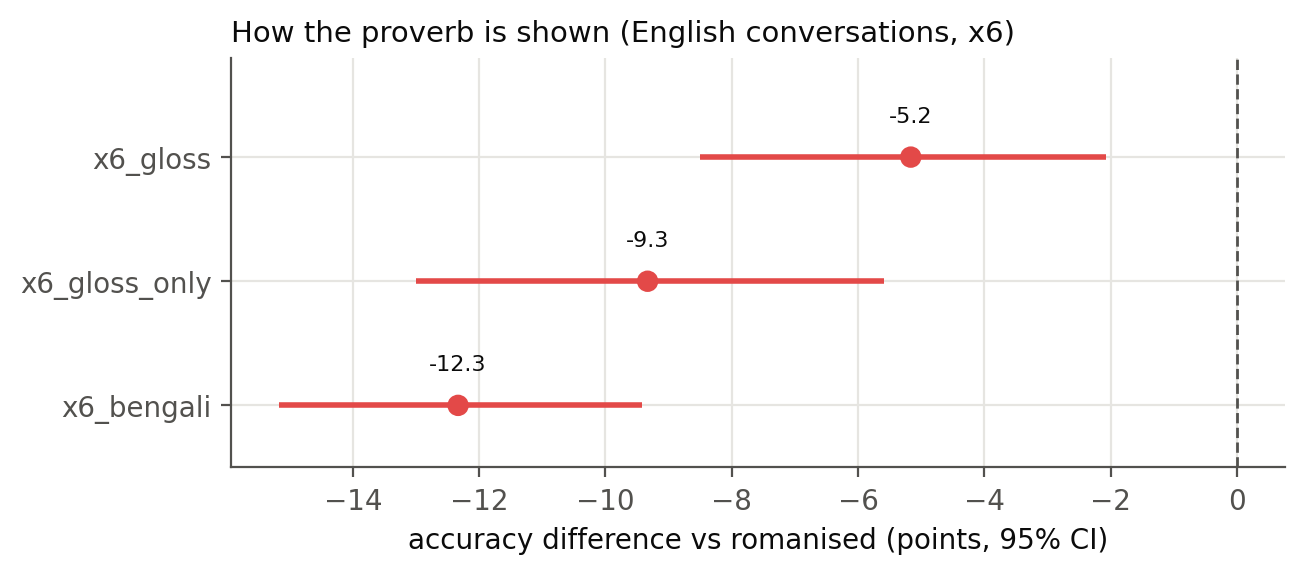 How the proverb is shown (English conversations, x6)
-5.2
x6_gloss
-9.3
x6_gloss_only
-12.3
x6_bengali
−14 −12 −10 −8 −6 −4 −2 0
accuracy difference vs romanised (points, 95% CI)